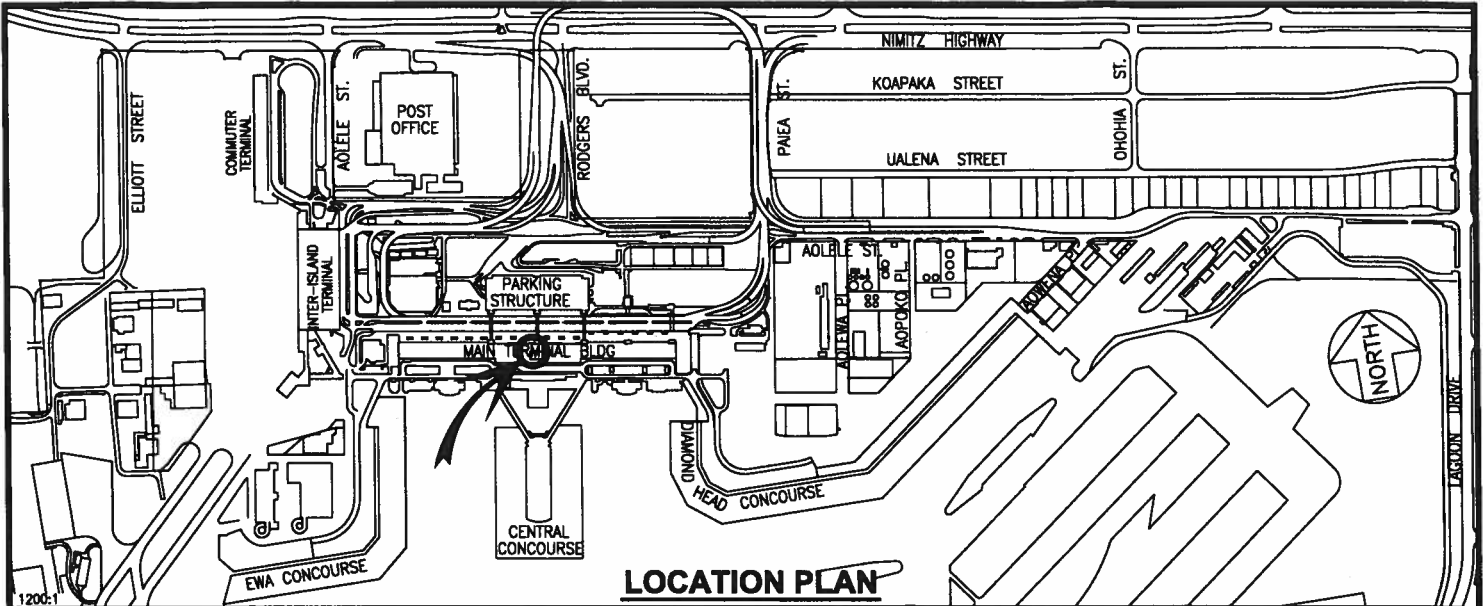 NIMITZ HIGHWAY
KOAPAKA STREET
UALENA STREET
ELLIOTT STREET
COMMUTER
TERMINAL
AOLELE ST.
POST
OFFICE
RODGERS BLVD.
PAIEA ST.
OHOHIA ST.
INTER-ISLAND
TERMINAL
PARKING
STRUCTURE
MAIN TERMINAL BLDG
AOLELE ST.
AOLEWA PL.
AOPOKO PL.
AOWENA PL.
NORTH
LAGOON DRIVE
DIAMOND
HEAD CONCOURSE
CENTRAL
CONCOURSE
EWA CONCOURSE
1200:1
LOCATION PLAN